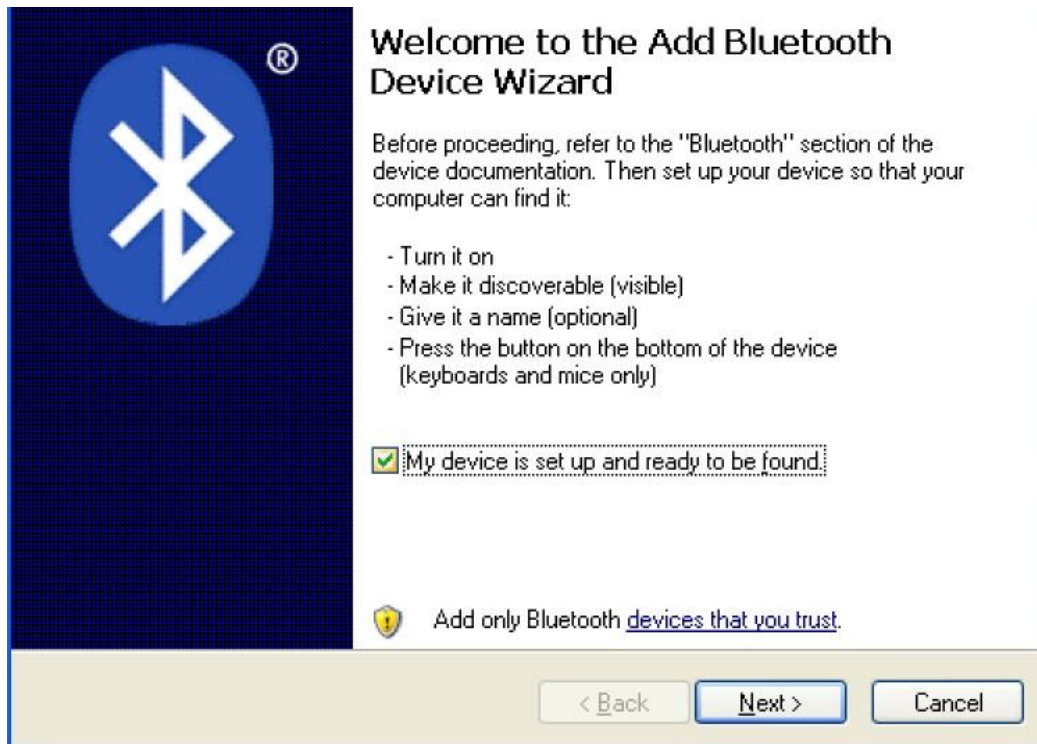 ®
Welcome to the Add Bluetooth
Device Wizard
Before proceeding, refer to the "Bluetooth" section of the
device documentation. Then set up your device so that your
computer can find it:
- Turn it on
- Make it discoverable (visible)
- Give it a name (optional)
- Press the button on the bottom of the device
(keyboards and mice only)
My device is set up and ready to be found.
Add only Bluetooth devices that you trust.
< Back Next > Cancel